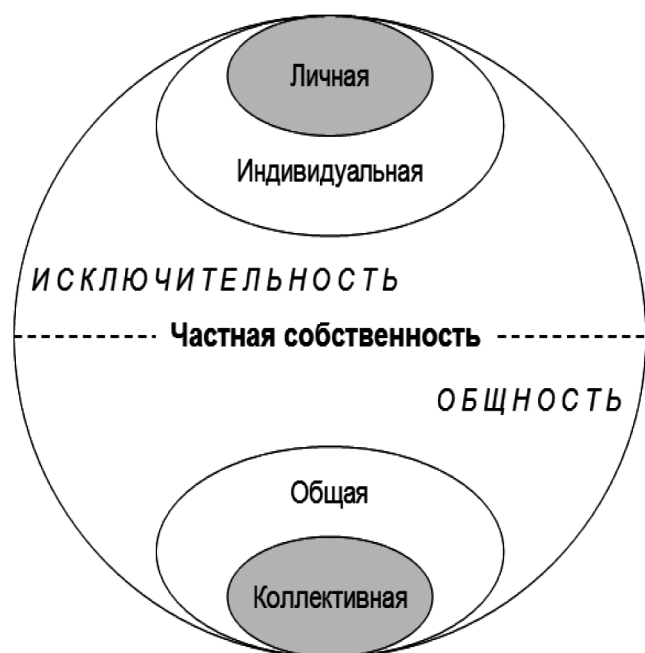 Личная
Индивидуальная
ИСКЛЮЧИТЕЛЬНОСТЬ
Частная собственность
ОБЩНОСТЬ
Общая
Коллективная